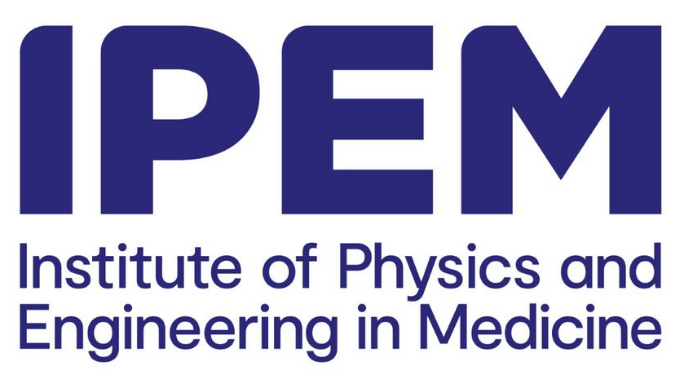 IPEM
Institute of Physics and
Engineering in Medicine